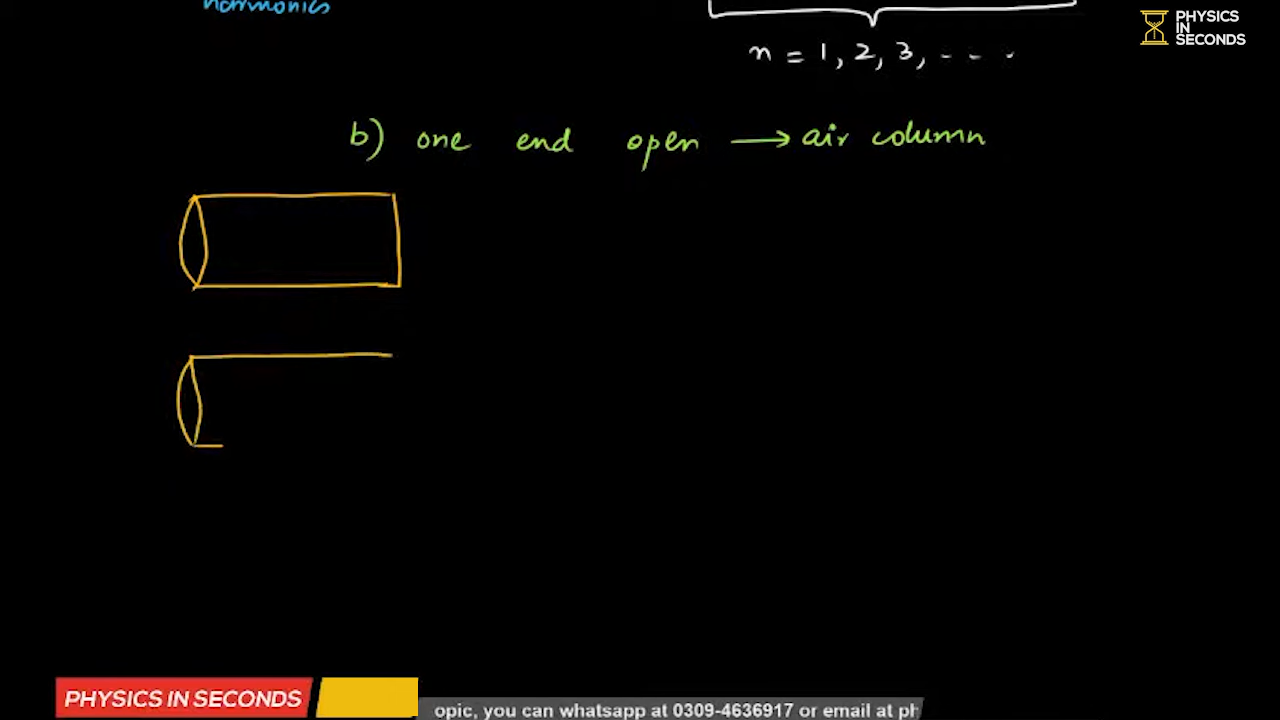 harmonics
PHYSICS
IN
SECONDS
n = 1, 2, 3, - - -
b) one end open → air column
PHYSICS IN SECONDS
opic, you can whatsapp at 0309-4636917 or email at ph